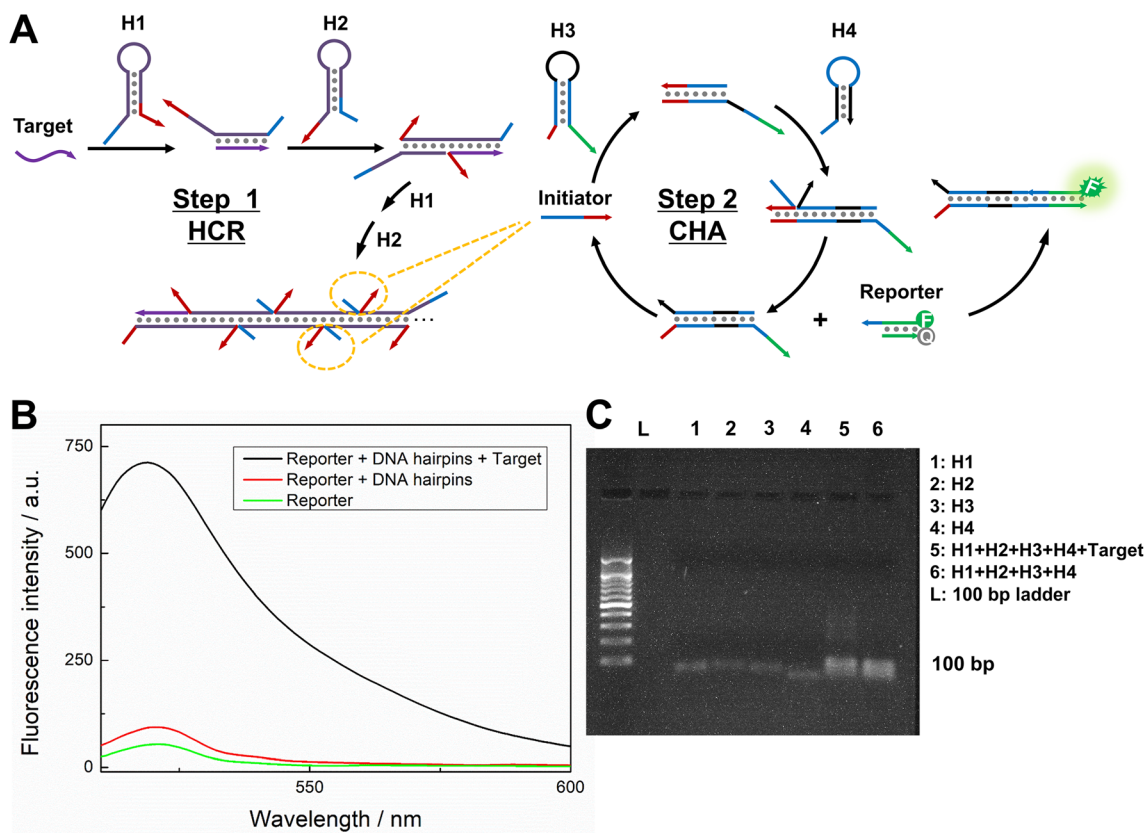 A
H1
H2
H3
H4
Target
Step 1
HCR
H1
H2
Initiator
Step 2
CHA
F
Reporter
+
F
Q
...
B
750
500
250
0
550
600
Fluorescence intensity / a.u.
Wavelength / nm
Reporter + DNA hairpins + Target
Reporter + DNA hairpins
Reporter
C
L 1 2 3 4 5 6
1: H1
2: H2
3: H3
4: H4
5: H1+H2+H3+H4+Target
6: H1+H2+H3+H4
L: 100 bp ladder
100 bp